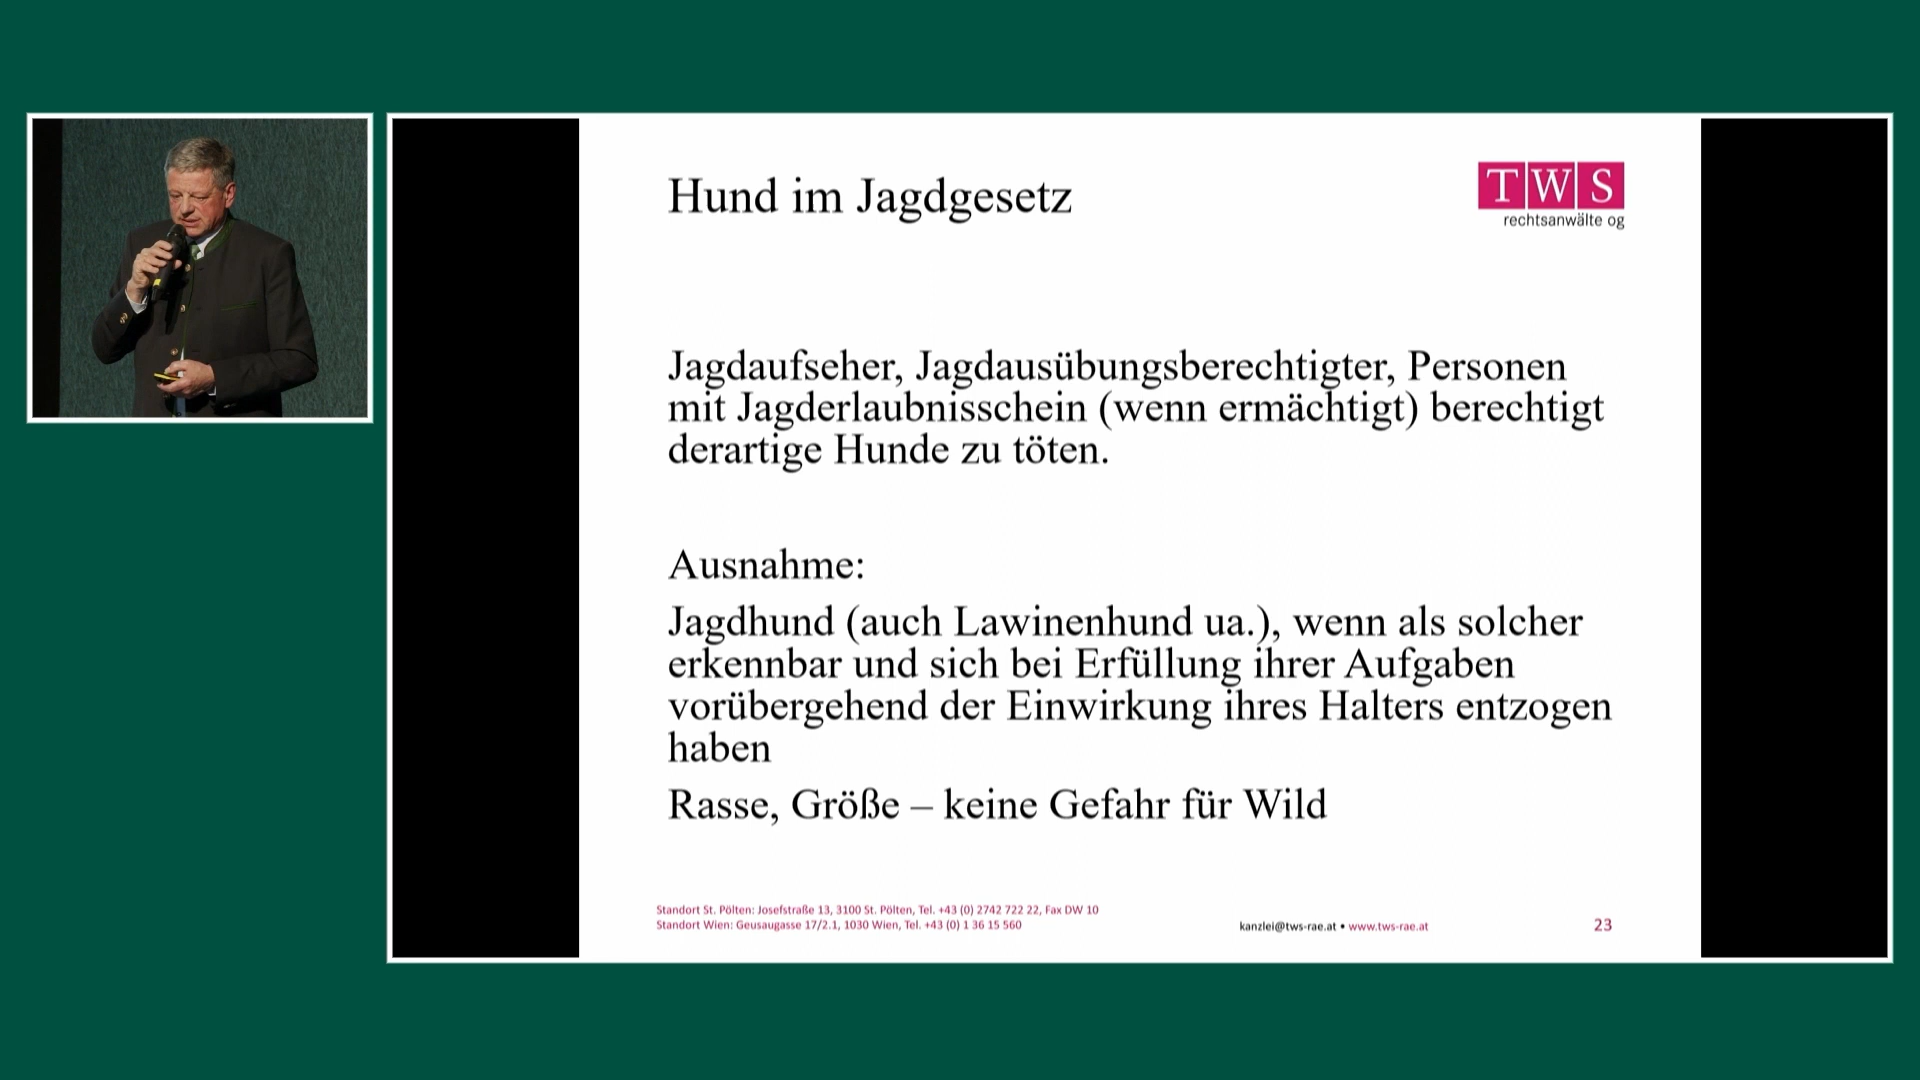 Hund im Jagdgesetz
TWS
rechtsanwälte og
Jagdaufseher, Jagdausübungsberechtigter, Personen
mit Jagderlaubnisschein (wenn ermächtigt) berechtigt
derartige Hunde zu töten.
Ausnahme:
Jagdhund (auch Lawinenhund ua.), wenn als solcher
erkennbar und sich bei Erfüllung ihrer Aufgaben
vorübergehend der Einwirkung ihres Halters entzogen
haben
Rasse, Größe – keine Gefahr für Wild
Standort St. Pölten: Josefstraße 13, 3100 St. Pölten, Tel. +43 (0) 2742 722 22, Fax DW 10
Standort Wien: Geusaugasse 17/2.1, 1030 Wien, Tel. +43 (0) 1 36 15 560
kanzlei@tws-rae.at • www.tws-rae.at
23